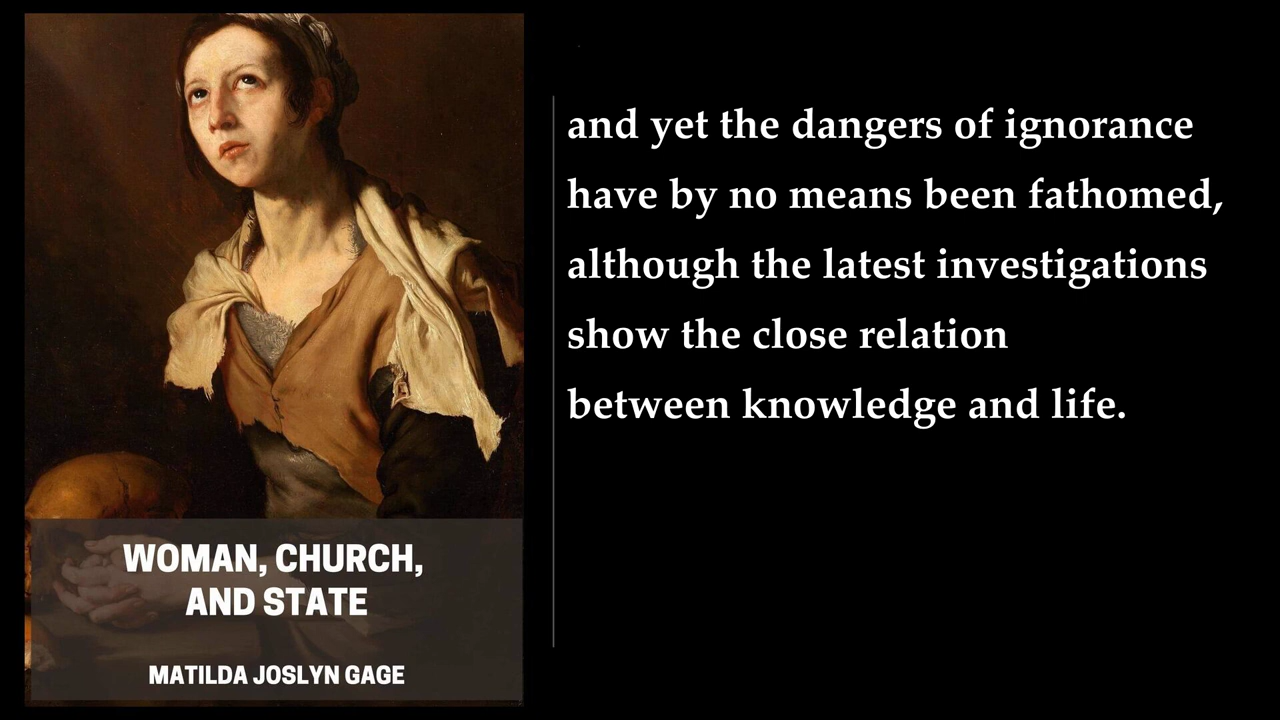 WOMAN, CHURCH,
AND STATE
MATILDA JOSLYN GAGE
and yet the dangers of ignorance
have by no means been fathomed,
although the latest investigations
show the close relation
between knowledge and life.